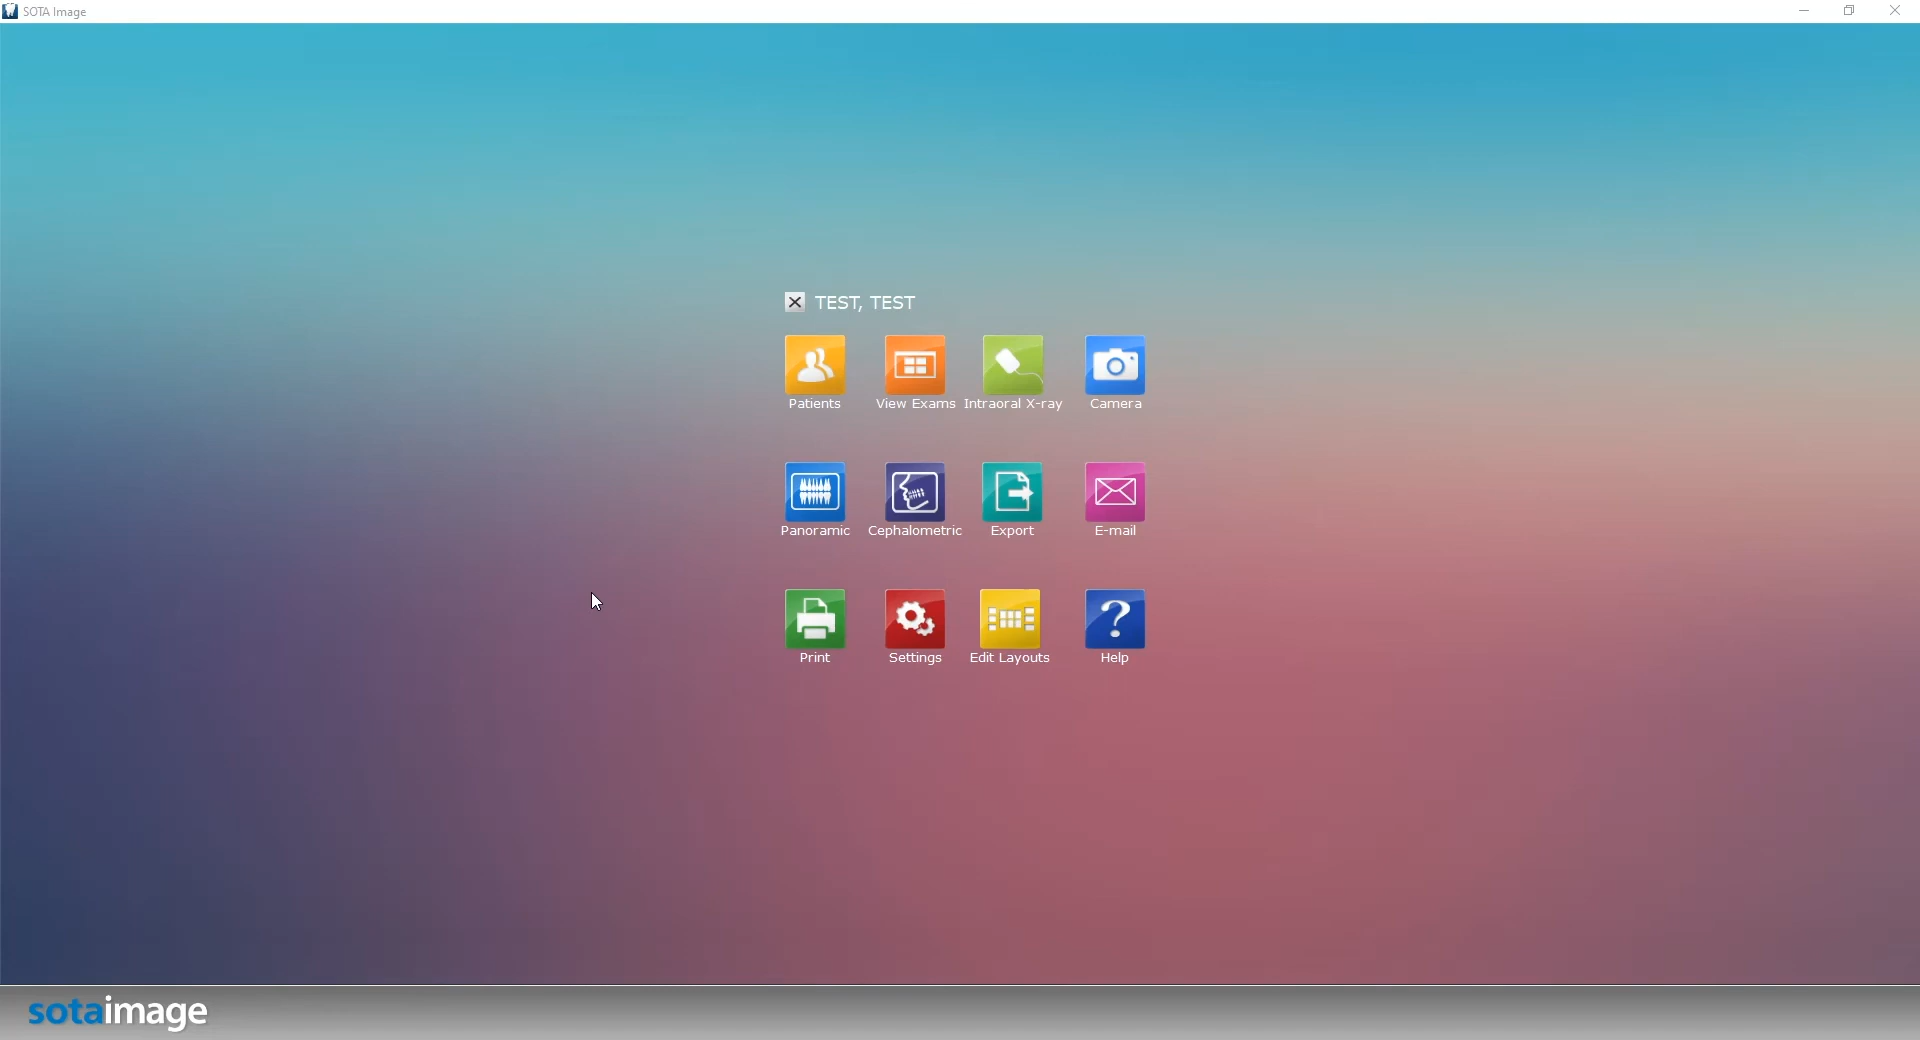 SOTA Image
TEST, TEST
Patients
View Exams
Intraoral X-ray
Camera
Panoramic
Cephalometric
Export
E-mail
Print
Settings
Edit Layouts
Help
sotaimage